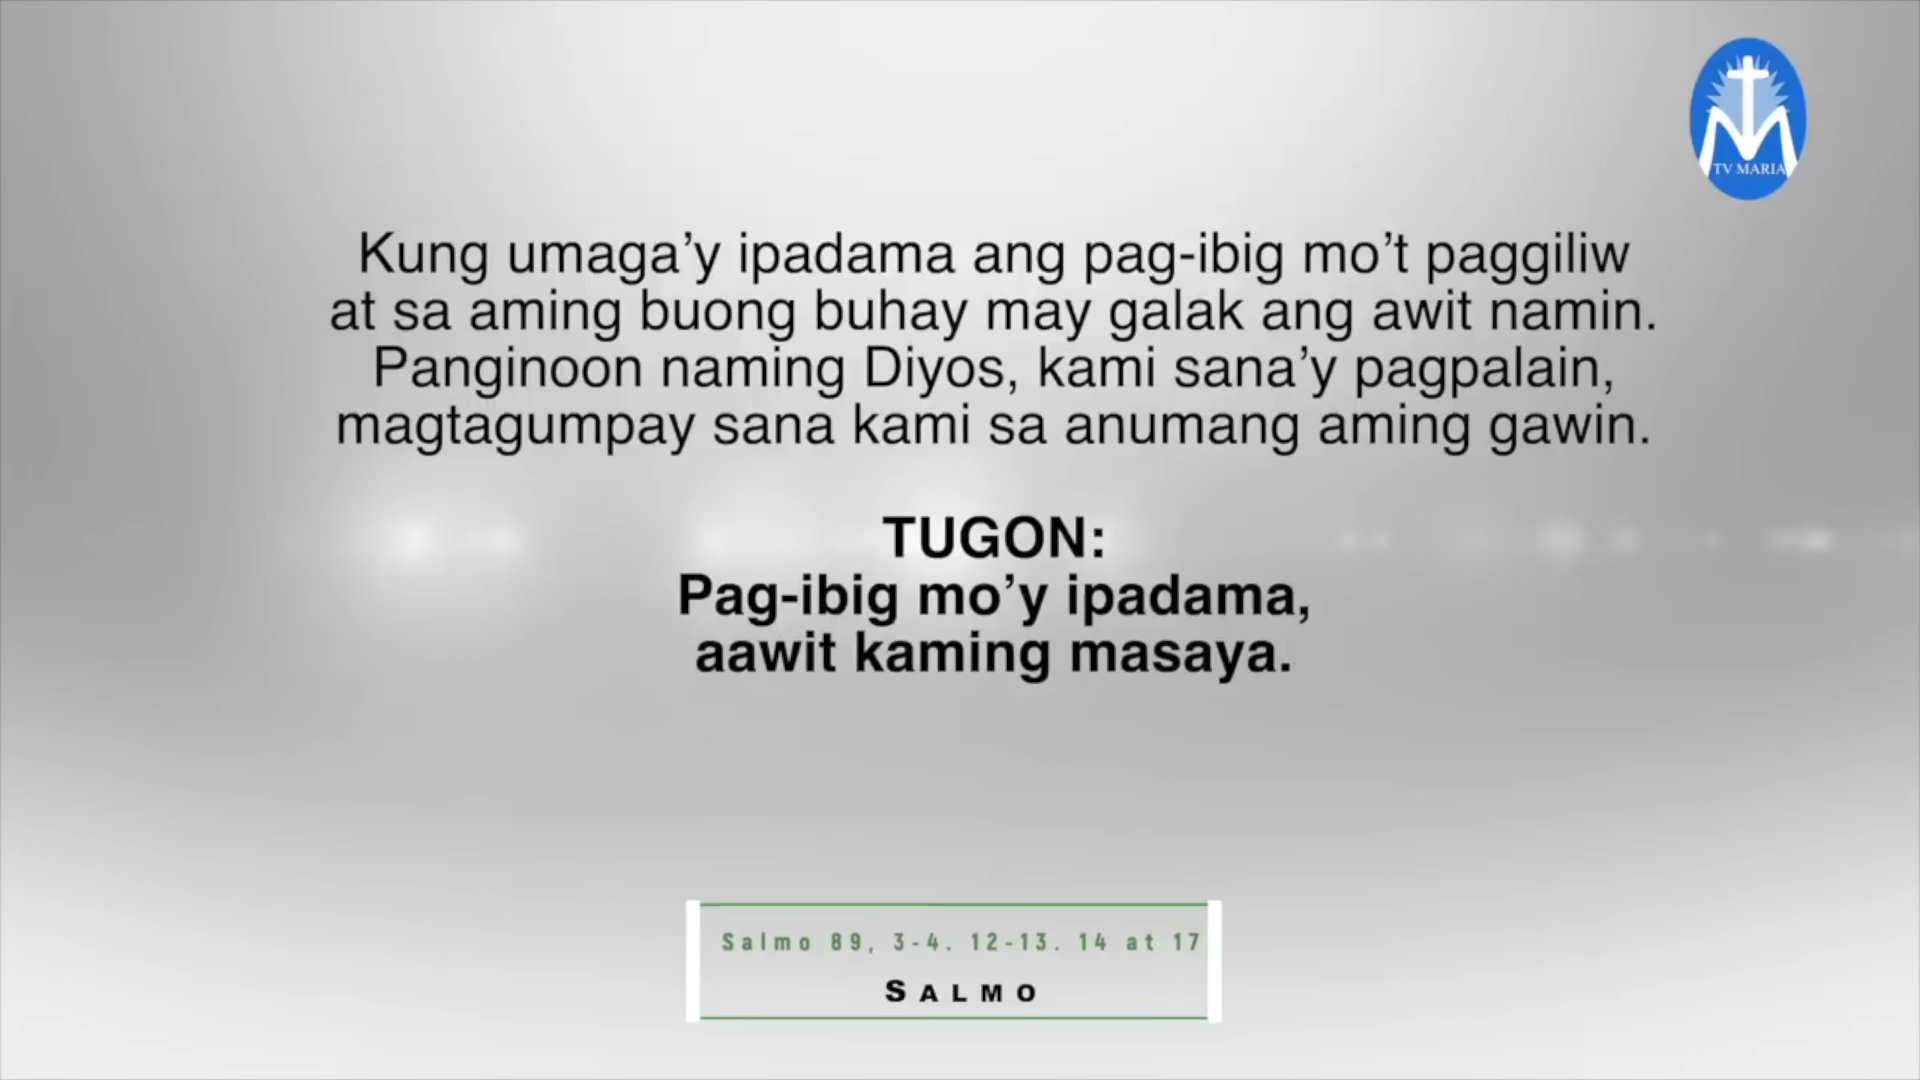 TV MARIA
Kung umaga’y ipadama ang pag-ibig mo’t paggiliw
at sa aming buong buhay may galak ang awit namin.
Panginoon naming Diyos, kami sana’y pagpalain,
magtagumpay sana kami sa anumang aming gawin.
TUGON:
Pag-ibig mo’y ipadama,
aawit kaming masaya.
Salmo 89, 3-4. 12-13. 14 at 17
SALMO